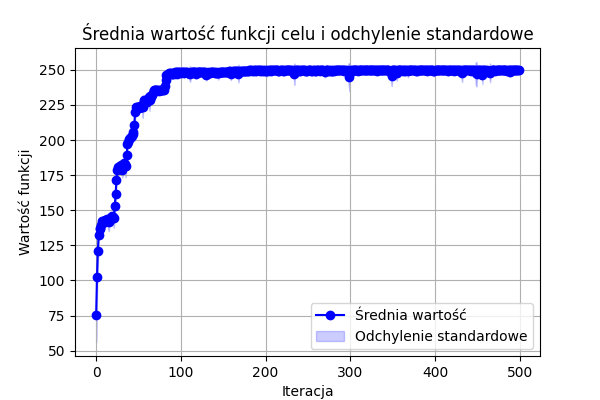 Średnia wartość funkcji celu i odchylenie standardowe
Wartość funkcji
250
225
200
175
150
125
100
75
50
0 100 200 300 400 500
Iteracja
Średnia wartość
Odchylenie standardowe